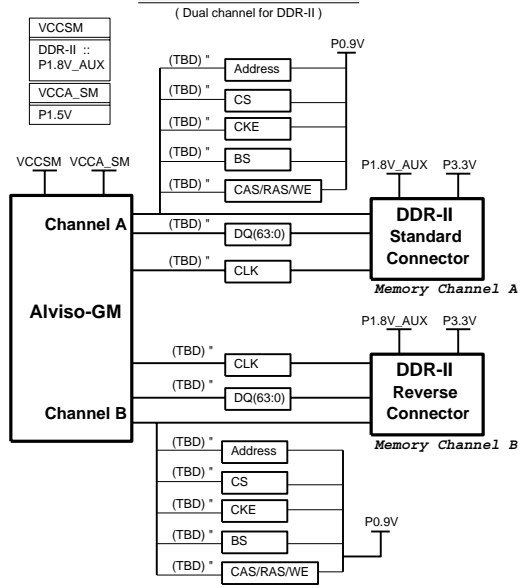 ( Dual channel for DDR-II )
VCCSM
DDR-II ::
P1.8V_AUX
VCCA_SM
P1.5V
P0.9V
(TBD) "
Address
(TBD) "
CS
(TBD) "
CKE
(TBD) "
BS
(TBD) "
CAS/RAS/WE
VCCSM VCCA_SM
P1.8V_AUX P3.3V
Channel A
(TBD) "
DQ(63:0)
(TBD) "
CLK
DDR-II
Standard
Connector
Memory Channel A
Alviso-GM
P1.8V_AUX P3.3V
(TBD) "
CLK
(TBD) "
DQ(63:0)
Channel B
DDR-II
Reverse
Connector
Memory Channel B
(TBD) "
Address
(TBD) "
CS
(TBD) "
CKE
(TBD) "
BS
(TBD) "
CAS/RAS/WE
P0.9V